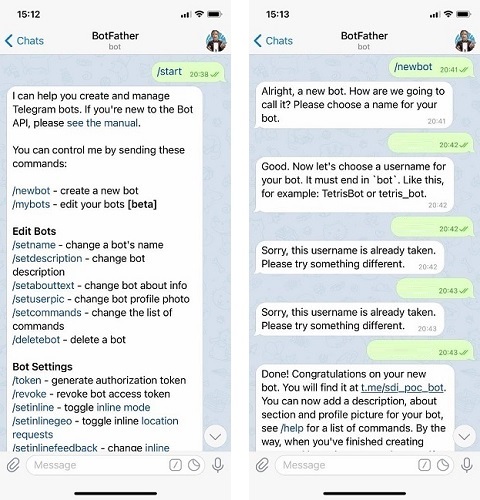 15:12
Chats
BotFather
bot
/start 20:38
I can help you create and manage
Telegram bots. If you're new to the Bot
API, please see the manual.
You can control me by sending these
commands:
/newbot - create a new bot
/mybots - edit your bots [beta]
Edit Bots
/setname - change a bot's name
/setdescription - change bot
description
/setabouttext - change bot about info
/setuserpic - change bot profile photo
/setcommands - change the list of
commands
/deletebot - delete a bot
Bot Settings
/token - generate authorization token
/revoke - revoke bot access token
/setinline - toggle inline mode
/setinlinegeo - toggle inline location
requests
/setinlinefeedback - change inline
Message
15:13
Chats
BotFather
bot
/newbot 20:41
Alright, a new bot. How are we going to
call it? Please choose a name for your
bot. 20:41
20:42
Good. Now let's choose a username for
your bot. It must end in `bot`. Like this,
for example: TetrisBot or tetris_bot.
20:42
20:42
Sorry, this username is already taken.
Please try something different. 20:42
20:43
Sorry, this username is already taken.
Please try something different. 20:43
20:43
Done! Congratulations on your new
bot. You will find it at t.me/sdi_poc_bot.
You can now add a description, about
section and profile picture for your bot,
see /help for a list of commands. By the
way, when you've finished creating
Message